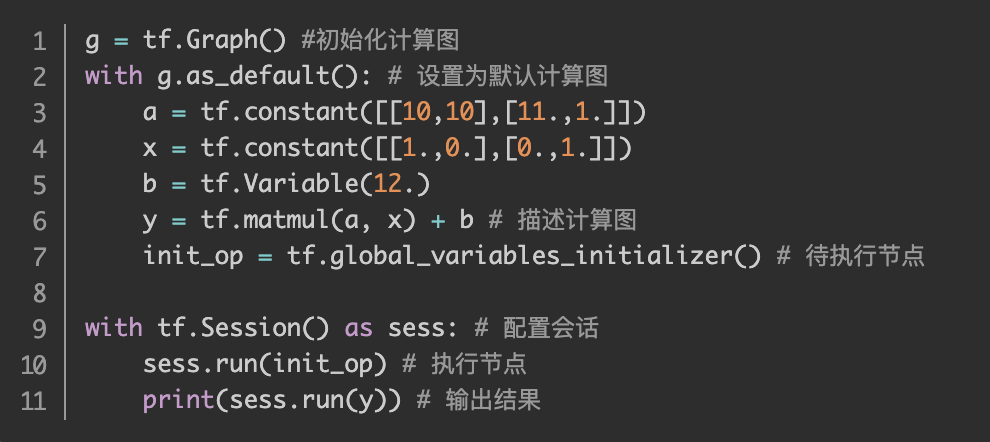 1 g = tf.Graph() #初始化计算图
2 with g.as_default(): # 设置为默认计算图
3     a = tf.constant([[10,10],[11.,1.]])
4     x = tf.constant([[1.,0.],[0.,1.]])
5     b = tf.Variable(12.)
6     y = tf.matmul(a, x) + b # 描述计算图
7     init_op = tf.global_variables_initializer() # 待执行节点
8
9 with tf.Session() as sess: # 配置会话
10     sess.run(init_op) # 执行节点
11     print(sess.run(y)) # 输出结果